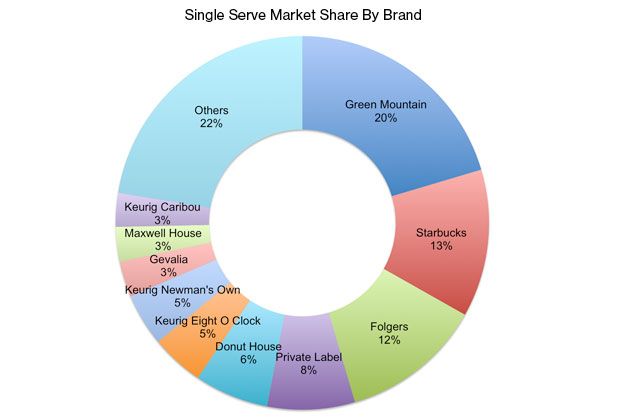 Single Serve Market Share By Brand
Green Mountain
20%
Starbucks
13%
Folgers
12%
Private Label
8%
Donut House
6%
Keurig Eight O Clock
5%
Keurig Newman's Own
5%
Gevalia
3%
Maxwell House
3%
Keurig Caribou
3%
Others
22%